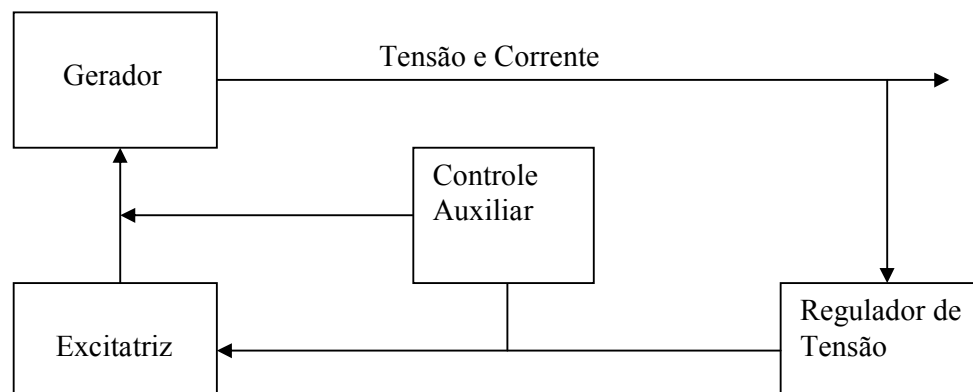 Gerador
Tensão e Corrente
Controle
Auxiliar
Excitatriz
Regulador de
Tensão